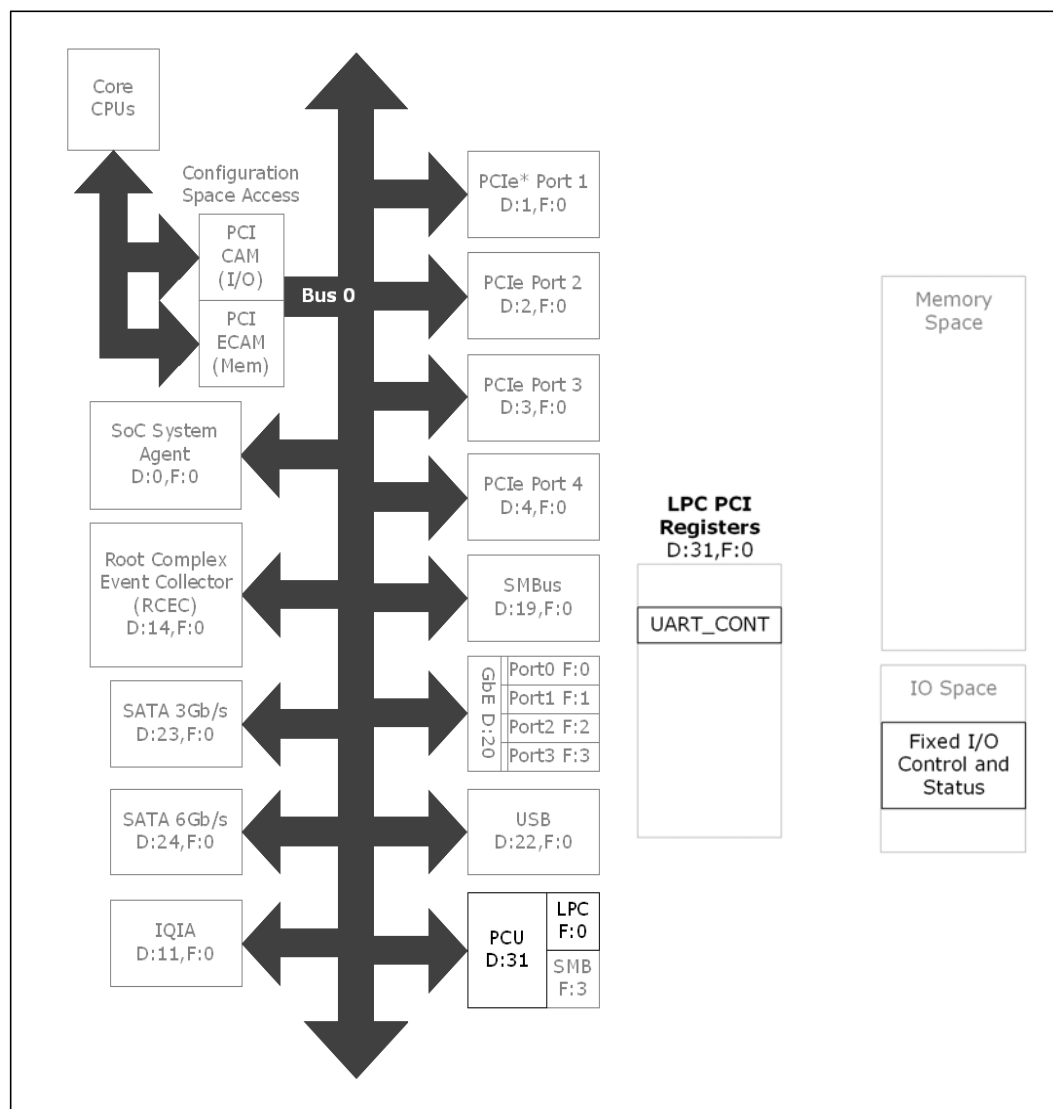 Core
CPUs
Configuration
Space Access
PCI
CAM
(I/O)
PCI
ECAM
(Mem)
Bus 0
SoC System
Agent
D:0,F:0
Root Complex
Event Collector
(RCEC)
D:14,F:0
SATA 3Gb/s
D:23,F:0
SATA 6Gb/s
D:24,F:0
IQIA
D:11,F:0
PCIe* Port 1
D:1,F:0
PCIe Port 2
D:2,F:0
PCIe Port 3
D:3,F:0
PCIe Port 4
D:4,F:0
SMBus
D:19,F:0
GbE D:20
Port0 F:0
Port1 F:1
Port2 F:2
Port3 F:3
USB
D:22,F:0
PCU
D:31
LPC
F:0
SMB
F:3
LPC PCI
Registers
D:31,F:0
UART_CONT
Memory
Space
IO Space
Fixed I/O
Control and
Status